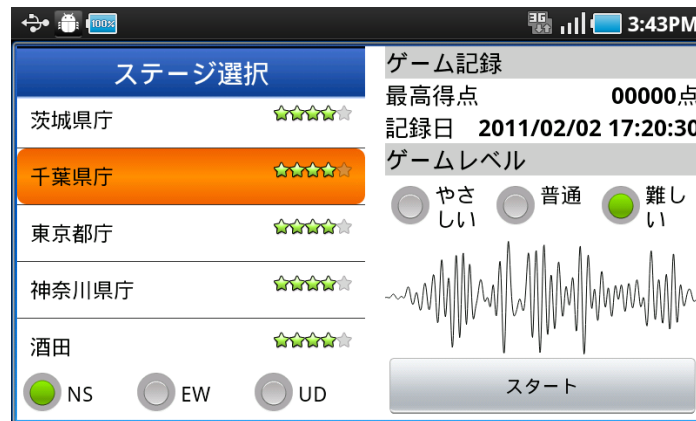 100%
3G
3:43PM
ステージ選択
茨城県庁
千葉県庁
東京都庁
神奈川県庁
酒田
NS EW UD
ゲーム記録
最高得点 00000点
記録日 2011/02/02 17:20:30
ゲームレベル
やさ
しい
普通
難し
い
スタート